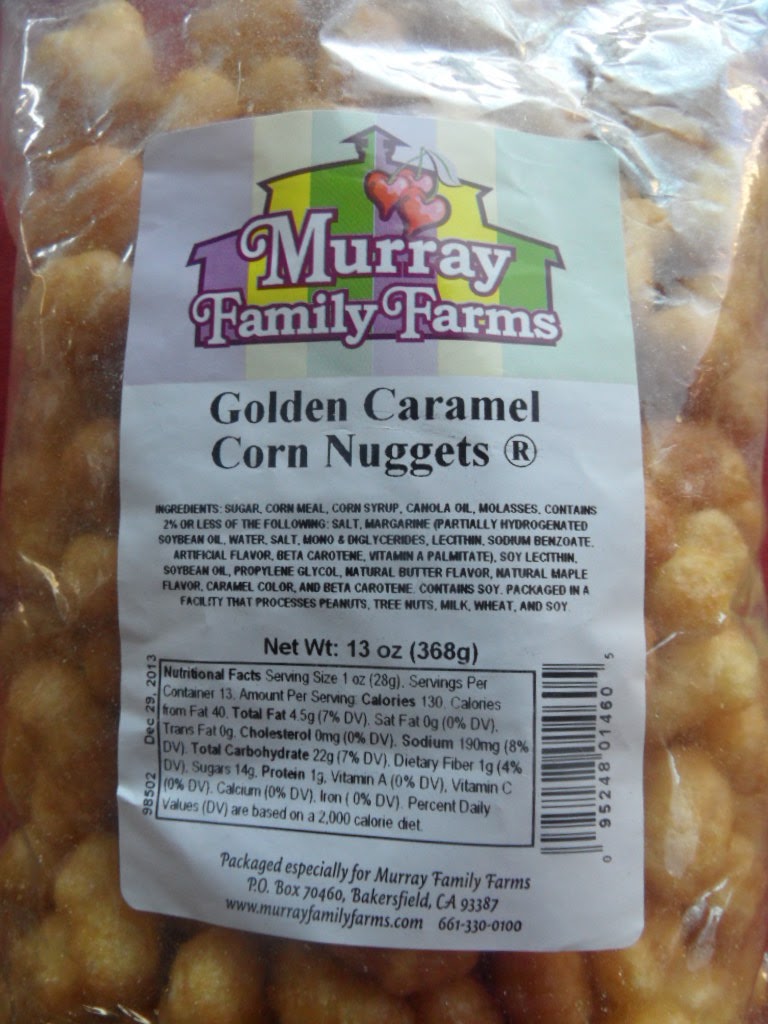 Murray
Family Farms
Golden Caramel
Corn Nuggets ®
INGREDIENTS: SUGAR, CORN MEAL, CORN SYRUP, CANOLA OIL, MOLASSES, CONTAINS
2% OR LESS OF THE FOLLOWING: SALT, MARGARINE (PARTIALLY HYDROGENATED
SOYBEAN OIL, WATER, SALT, MONO & DIGLYCERIDES, LECITHIN, SODIUM BENZOATE,
ARTIFICIAL FLAVOR, BETA CAROTENE, VITAMIN A PALMITATE), SOY LECITHIN,
SOYBEAN OIL, PROPYLENE GLYCOL, NATURAL BUTTER FLAVOR, NATURAL MAPLE
FLAVOR, CARAMEL COLOR, AND BETA CAROTENE. CONTAINS SOY. PACKAGED IN A
FACILITY THAT PROCESSES PEANUTS, TREE NUTS, MILK, WHEAT, AND SOY
Net Wt: 13 oz (368g)
98502 Dec 29, 2013
Nutritional Facts Serving Size 1 oz (28g), Servings Per
Container 13, Amount Per Serving: Calories 130, Calories
from Fat 40, Total Fat 4.5g (7% DV), Sat Fat 0g (0% DV),
Trans Fat 0g, Cholesterol 0mg (0% DV), Sodium 190mg (8%
DV), Total Carbohydrate 22g (7% DV), Dietary Fiber 1g (4%
DV), Sugars 14g, Protein 1g, Vitamin A (0% DV), Vitamin C
(0% DV), Calcium (0% DV), Iron ( 0% DV). Percent Daily
Values (DV) are based on a 2,000 calorie diet.
0 95248 01460 5
Packaged especially for Murray Family Farms
P.O. Box 70460, Bakersfield, CA 93387
www.murrayfamilyfarms.com 661-330-0100